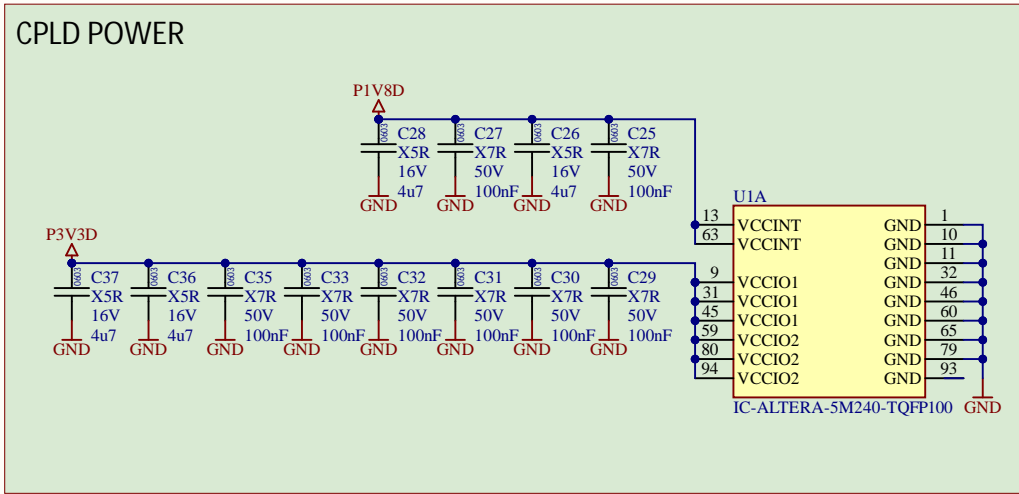 CPLD POWER
P1V8D
0603 0603 0603 0603
C28 C27 C26 C25
X5R X7R X5R X7R
16V 50V 16V 50V
4u7 100nF 4u7 100nF
GND GND GND GND
P3V3D
0603 0603 0603 0603 0603 0603 0603 0603
C37 C36 C35 C33 C32 C31 C30 C29
X5R X5R X7R X7R X7R X7R X7R X7R
16V 16V 50V 50V 50V 50V 50V 50V
4u7 4u7 100nF 100nF 100nF 100nF 100nF 100nF
GND GND GND GND GND GND GND GND
U1A
13 VCCINT GND 1
63 VCCINT GND 10
GND 11
9 VCCIO1 GND 32
31 VCCIO1 GND 46
45 VCCIO1 GND 60
59 VCCIO2 GND 65
80 VCCIO2 GND 79
94 VCCIO2 GND 93
IC-ALTERA-5M240-TQFP100 GND